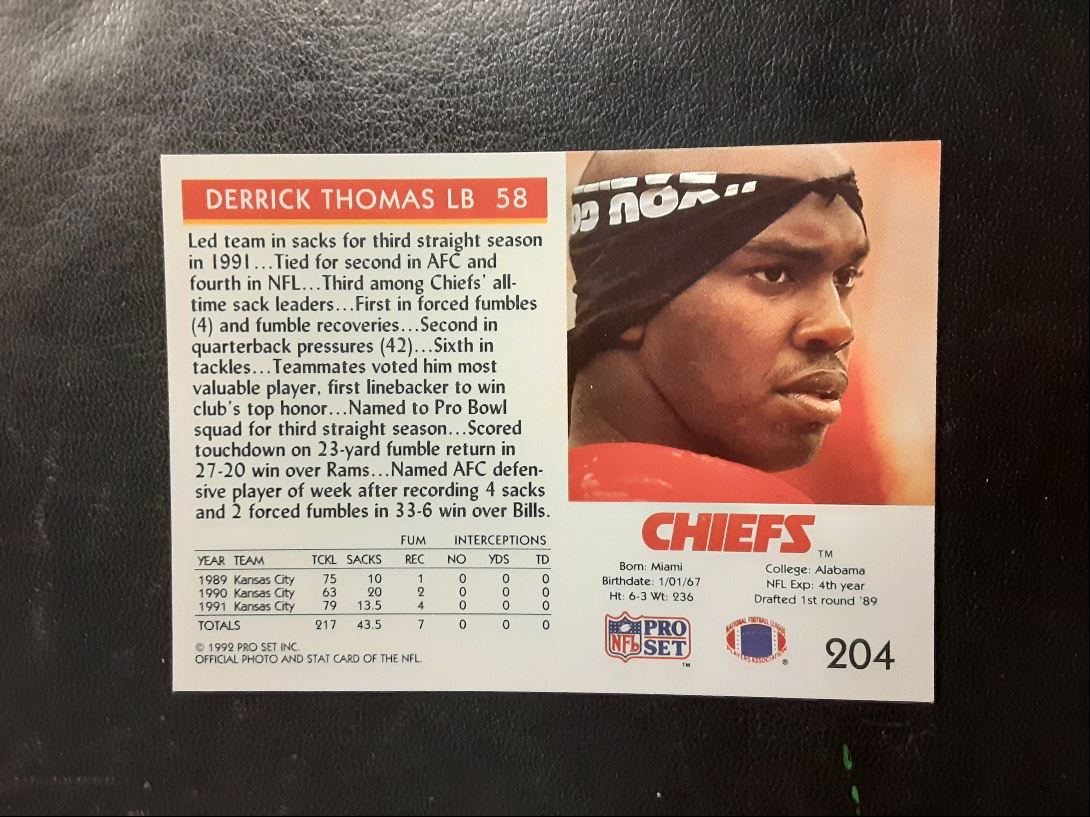 DERRICK THOMAS LB 58
Led team in sacks for third straight season
in 1991...Tied for second in AFC and
fourth in NFL...Third among Chiefs' all-
time sack leaders...First in forced fumbles
(4) and fumble recoveries...Second in
quarterback pressures (42)...Sixth in
tackles...Teammates voted him most
valuable player, first linebacker to win
club's top honor...Named to Pro Bowl
squad for third straight season...Scored
touchdown on 23-yard fumble return in
27-20 win over Rams...Named AFC defen-
sive player of week after recording 4 sacks
and 2 forced fumbles in 33-6 win over Bills.
FUM INTERCEPTIONS
YEAR TEAM TCKL SACKS REC NO YDS TD
1989 Kansas City 75 10 1 0 0 0
1990 Kansas City 63 20 2 0 0 0
1991 Kansas City 79 13.5 4 0 0 0
TOTALS 217 43.5 7 0 0 0
© 1992 PRO SET INC.
OFFICIAL PHOTO AND STAT CARD OF THE NFL.
"YOU
CHIEFS TM
Born: Miami
Birthdate: 1/01/67
Ht: 6-3 Wt: 236
College: Alabama
NFL Exp: 4th year
Drafted 1st round '89
NFL PRO SET TM
NATIONAL FOOTBALL LEAGUE PLAYERS ASSOCIATION ®
204